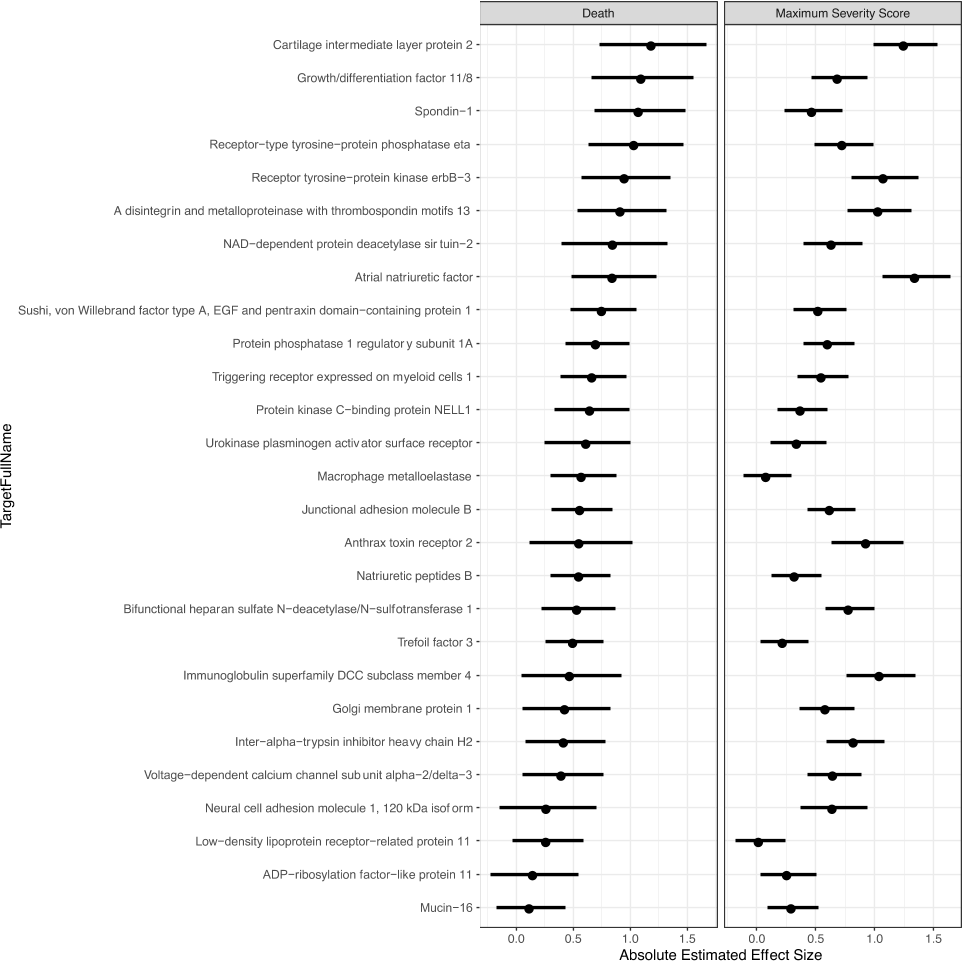 Death
Maximum Severity Score
Cartilage intermediate layer protein 2
Growth/differentiation factor 11/8
Spondin−1
Receptor−type tyrosine−protein phosphatase eta
Receptor tyrosine−protein kinase erbB−3
A disintegrin and metalloproteinase with thrombospondin motifs 13
NAD−dependent protein deacetylase sirtuin−2
Atrial natriuretic factor
Sushi, von Willebrand factor type A, EGF and pentraxin domain−containing protein 1
Protein phosphatase 1 regulatory subunit 1A
Triggering receptor expressed on myeloid cells 1
Protein kinase C−binding protein NELL1
Urokinase plasminogen activator surface receptor
Macrophage metalloelastase
Junctional adhesion molecule B
Anthrax toxin receptor 2
Natriuretic peptides B
Bifunctional heparan sulfate N−deacetylase/N−sulfotransferase 1
Trefoil factor 3
Immunoglobulin superfamily DCC subclass member 4
Golgi membrane protein 1
Inter−alpha−trypsin inhibitor heavy chain H2
Voltage−dependent calcium channel subunit alpha−2/delta−3
Neural cell adhesion molecule 1, 120 kDa isoform
Low−density lipoprotein receptor−related protein 11
ADP−ribosylation factor−like protein 11
Mucin−16
TargetFullName
0.0 0.5 1.0 1.5 0.0 0.5 1.0 1.5
Absolute Estimated Effect Size